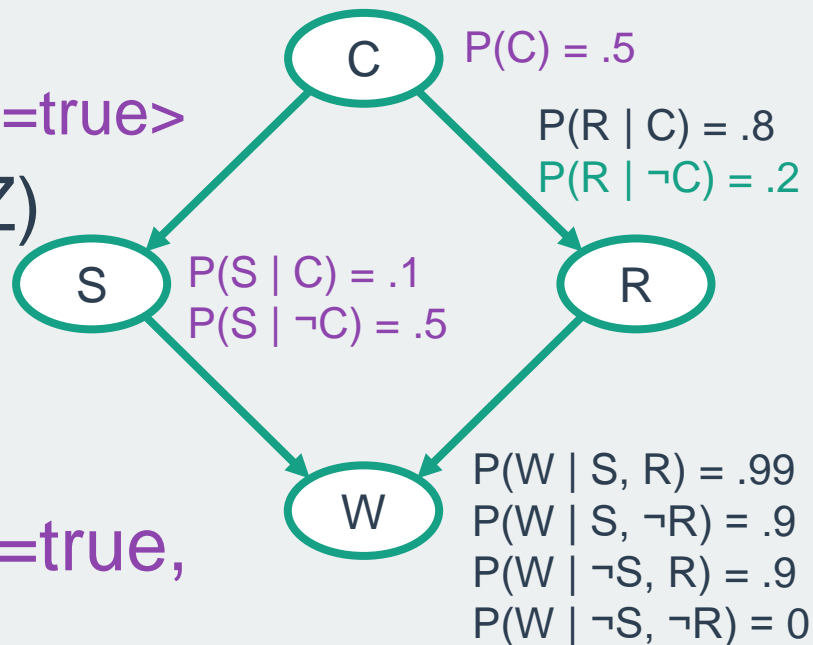 C
P(C) = .5
=true>
P(R | C) = .8
P(R | ¬C) = .2
Z)
S
P(S | C) = .1
P(S | ¬C) = .5
R
W
P(W | S, R) = .99
P(W | S, ¬R) = .9
P(W | ¬S, R) = .9
P(W | ¬S, ¬R) = 0
=true,